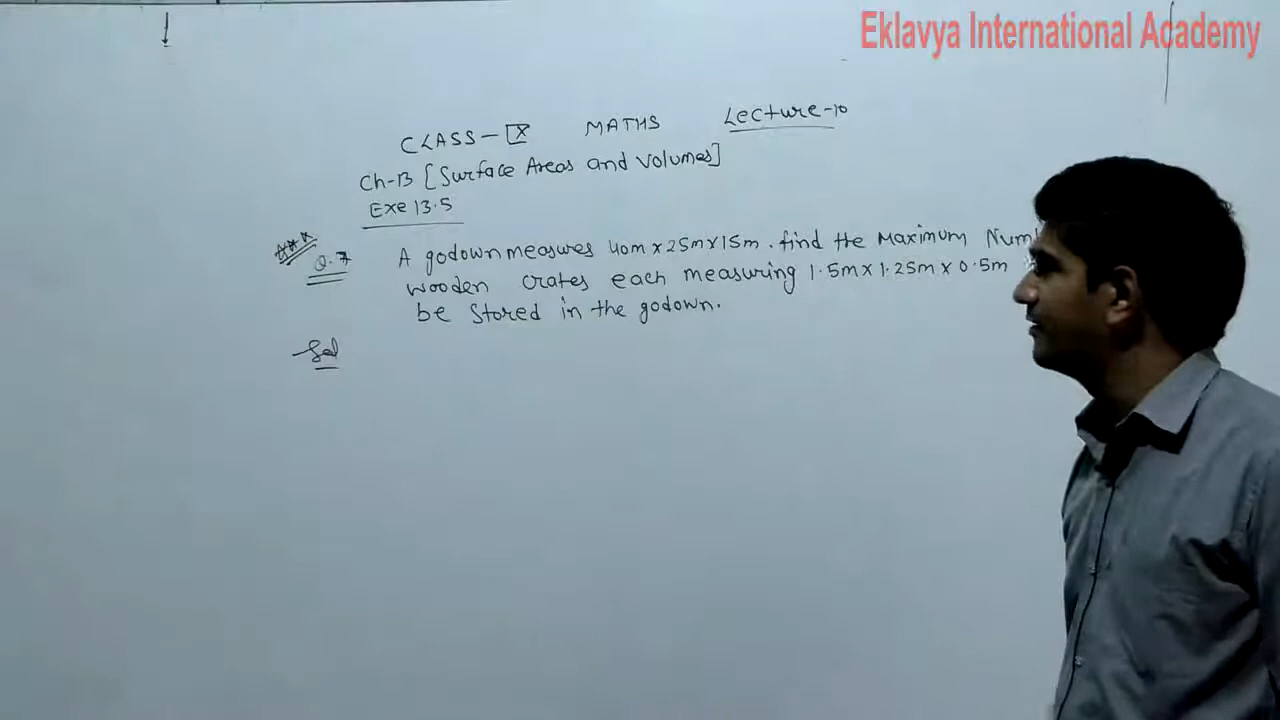 Eklavya International Academy
CLASS - IX MATHS Lecture-10
Ch-13 [Surface Areas and Volumes]
Exe 13.5
Q.7 A godown measures 40m x 25m x 15m. find the Maximum Num
wooden crates each measuring 1.5m x 1.25m x 0.5m
be Stored in the godown.
Sol